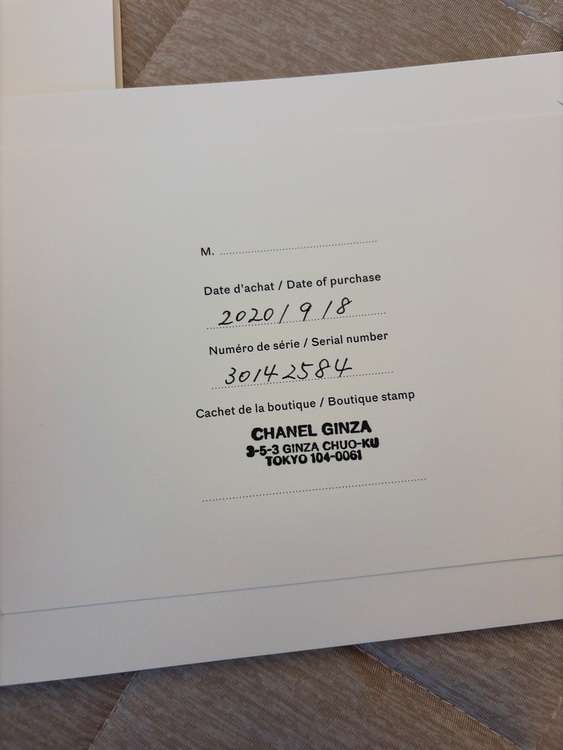 M.
Date d'achat / Date of purchase
2020/9/8
Numéro de série / Serial number
30142584
Cachet de la boutique / Boutique stamp
CHANEL GINZA
3-5-3 GINZA CHUO-KU
TOKYO 104-0061